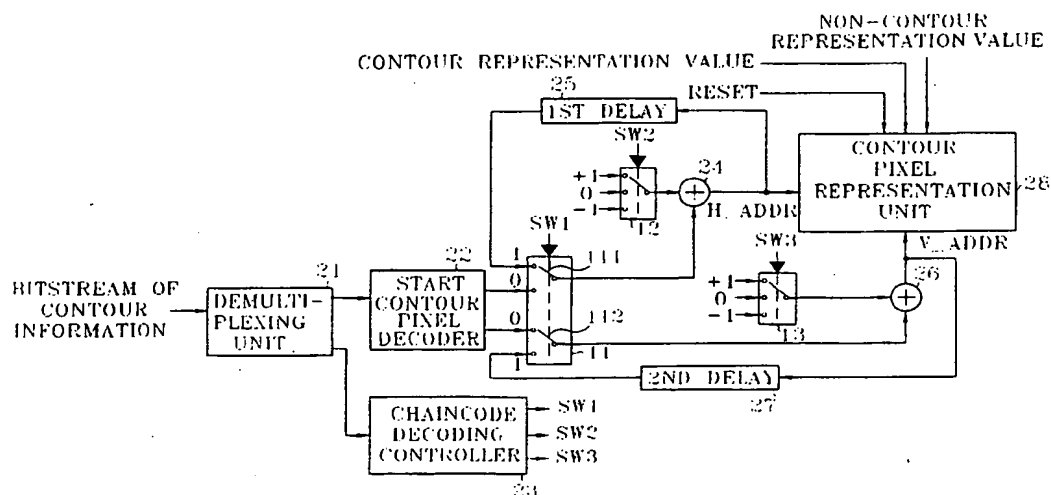 NON-CONTOUR
REPRESENTATION VALUE
CONTOUR REPRESENTATION VALUE
RESET
25
1ST DELAY
SW2
+1
0
-1
12
24
H_ADDR
CONTOUR
PIXEL
REPRESENTATION
UNIT
28
V_ADDR
SW1
1
0
111
0
112
1
11
SW3
+1
0
-1
13
26
BITSTREAM OF
CONTOUR
INFORMATION
21
DEMULTI-
PLEXING
UNIT
22
START
CONTOUR
PIXEL
DECODER
2ND DELAY
27
CHAINCODE
DECODING
CONTROLLER
SW1
SW2
SW3
23